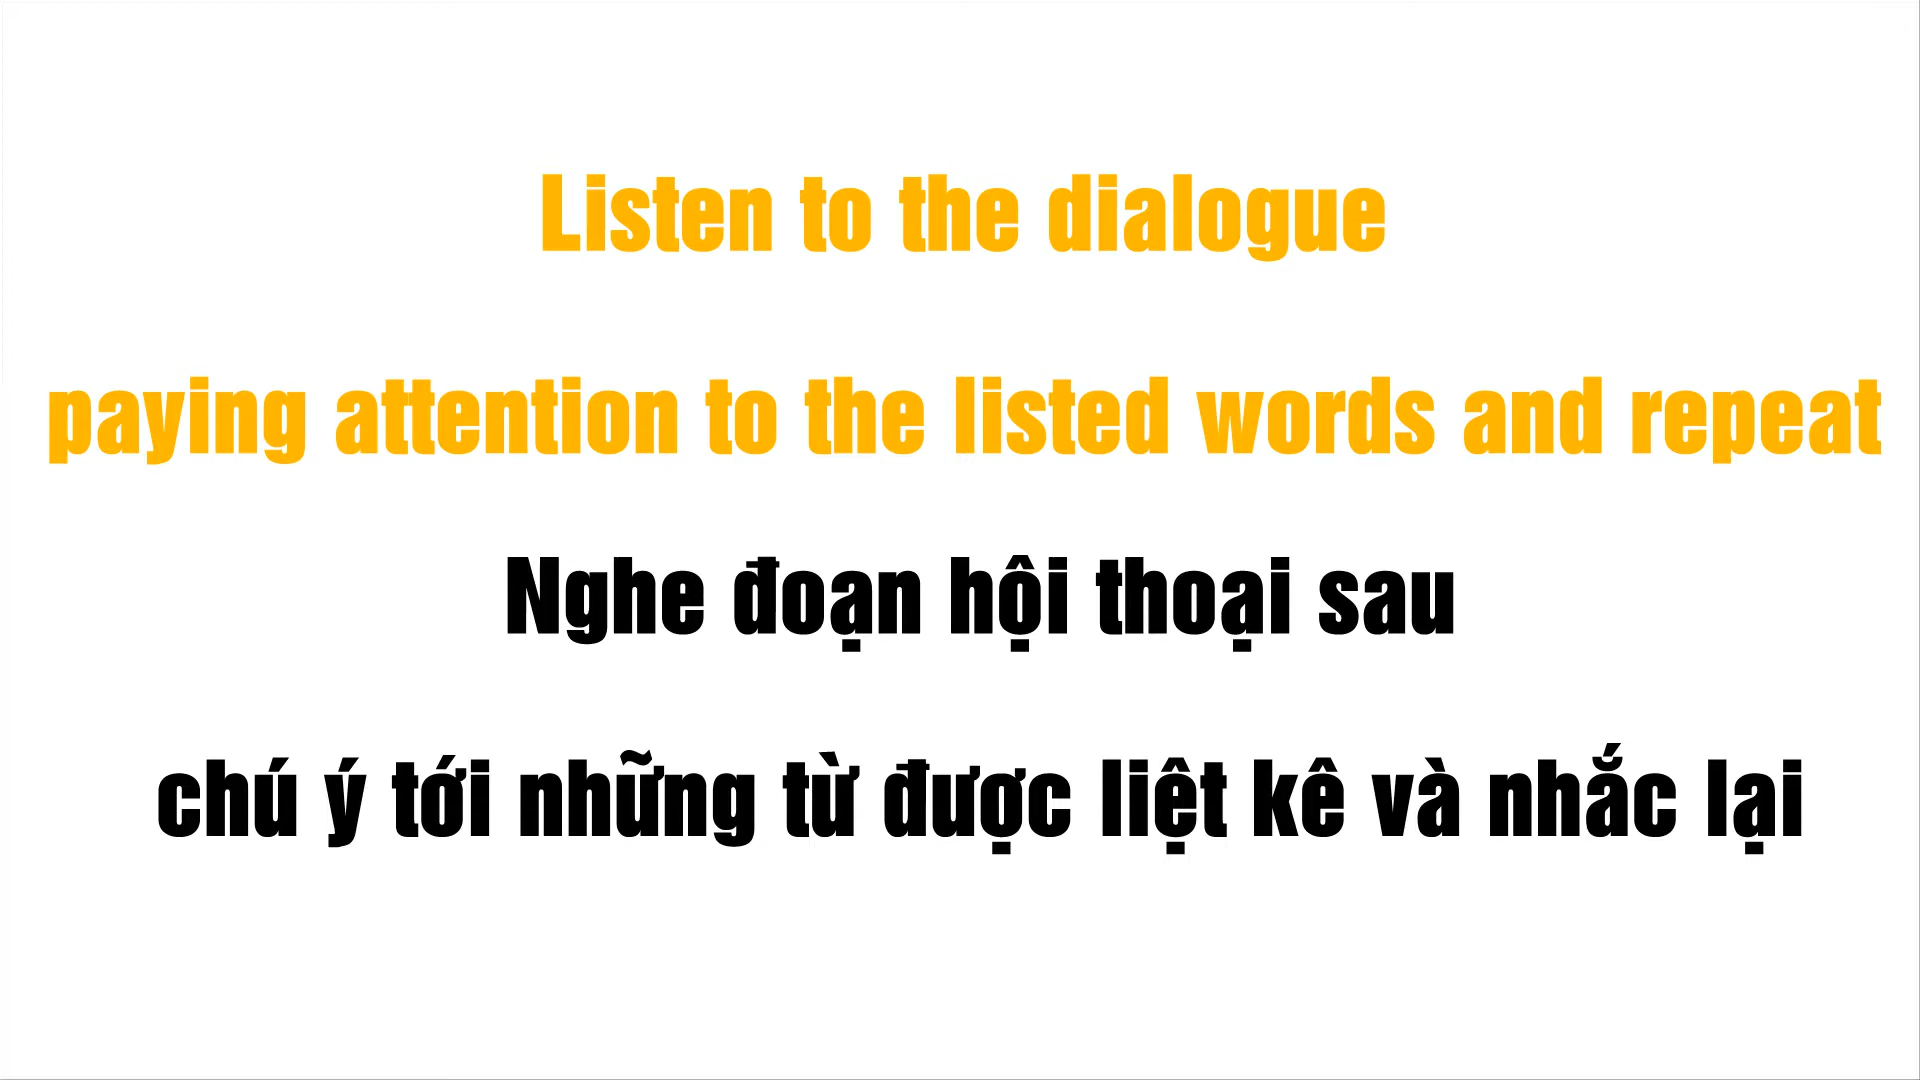 Listen to the dialogue
paying attention to the listed words and repeat
Nghe đoạn hội thoại sau
chú ý tới những từ được liệt kê và nhắc lại